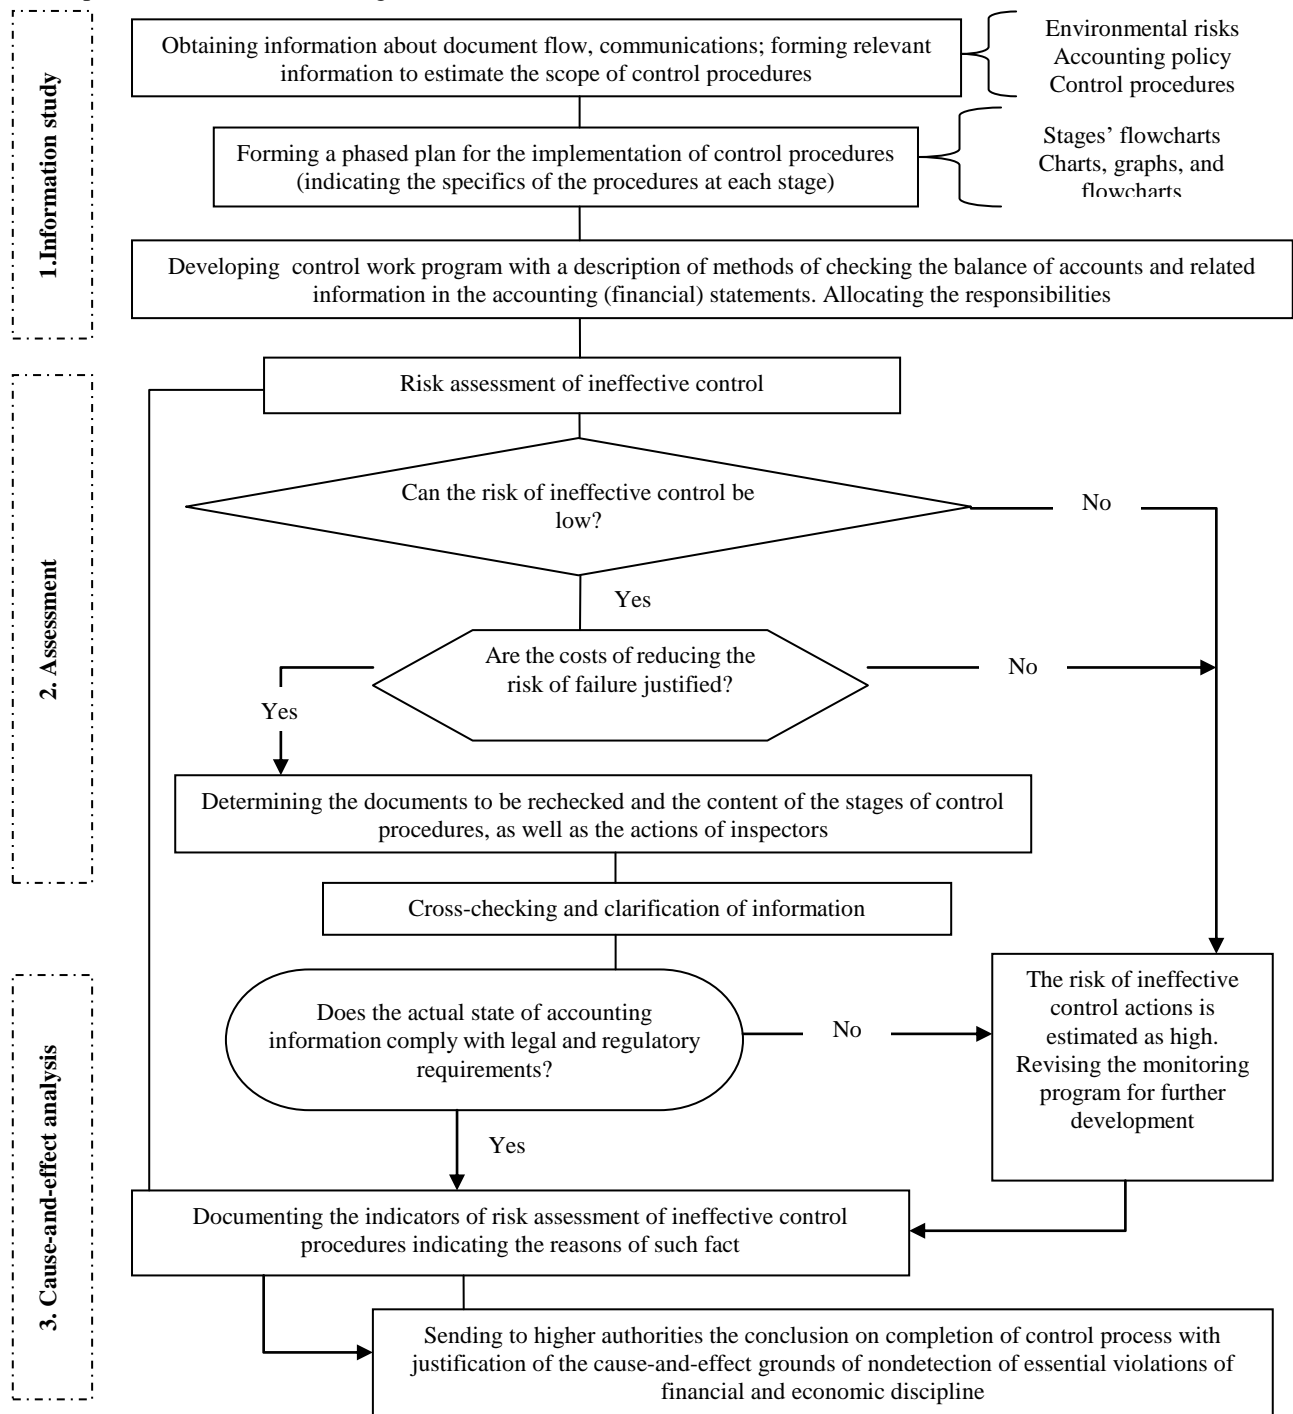 Obtaining information about document flow, communications; forming relevant
information to estimate the scope of control procedures
Environmental risks
Accounting policy
Control procedures
1.Information study
Forming a phased plan for the implementation of control procedures
(indicating the specifics of the procedures at each stage)
Stages’ flowcharts
Charts, graphs, and
flowcharts
Developing control work program with a description of methods of checking the balance of accounts and related
information in the accounting (financial) statements. Allocating the responsibilities
2. Assessment
Risk assessment of ineffective control
Can the risk of ineffective control be
low?
No
Yes
Are the costs of reducing the
risk of failure justified?
No
Yes
Determining the documents to be rechecked and the content of the stages of control
procedures, as well as the actions of inspectors
Cross-checking and clarification of information
3. Cause-and-effect analysis
Does the actual state of accounting
information comply with legal and regulatory
requirements?
No
The risk of ineffective
control actions is
estimated as high.
Revising the monitoring
program for further
development
Yes
Documenting the indicators of risk assessment of ineffective control
procedures indicating the reasons of such fact
Sending to higher authorities the conclusion on completion of control process with
justification of the cause-and-effect grounds of nondetection of essential violations of
financial and economic discipline